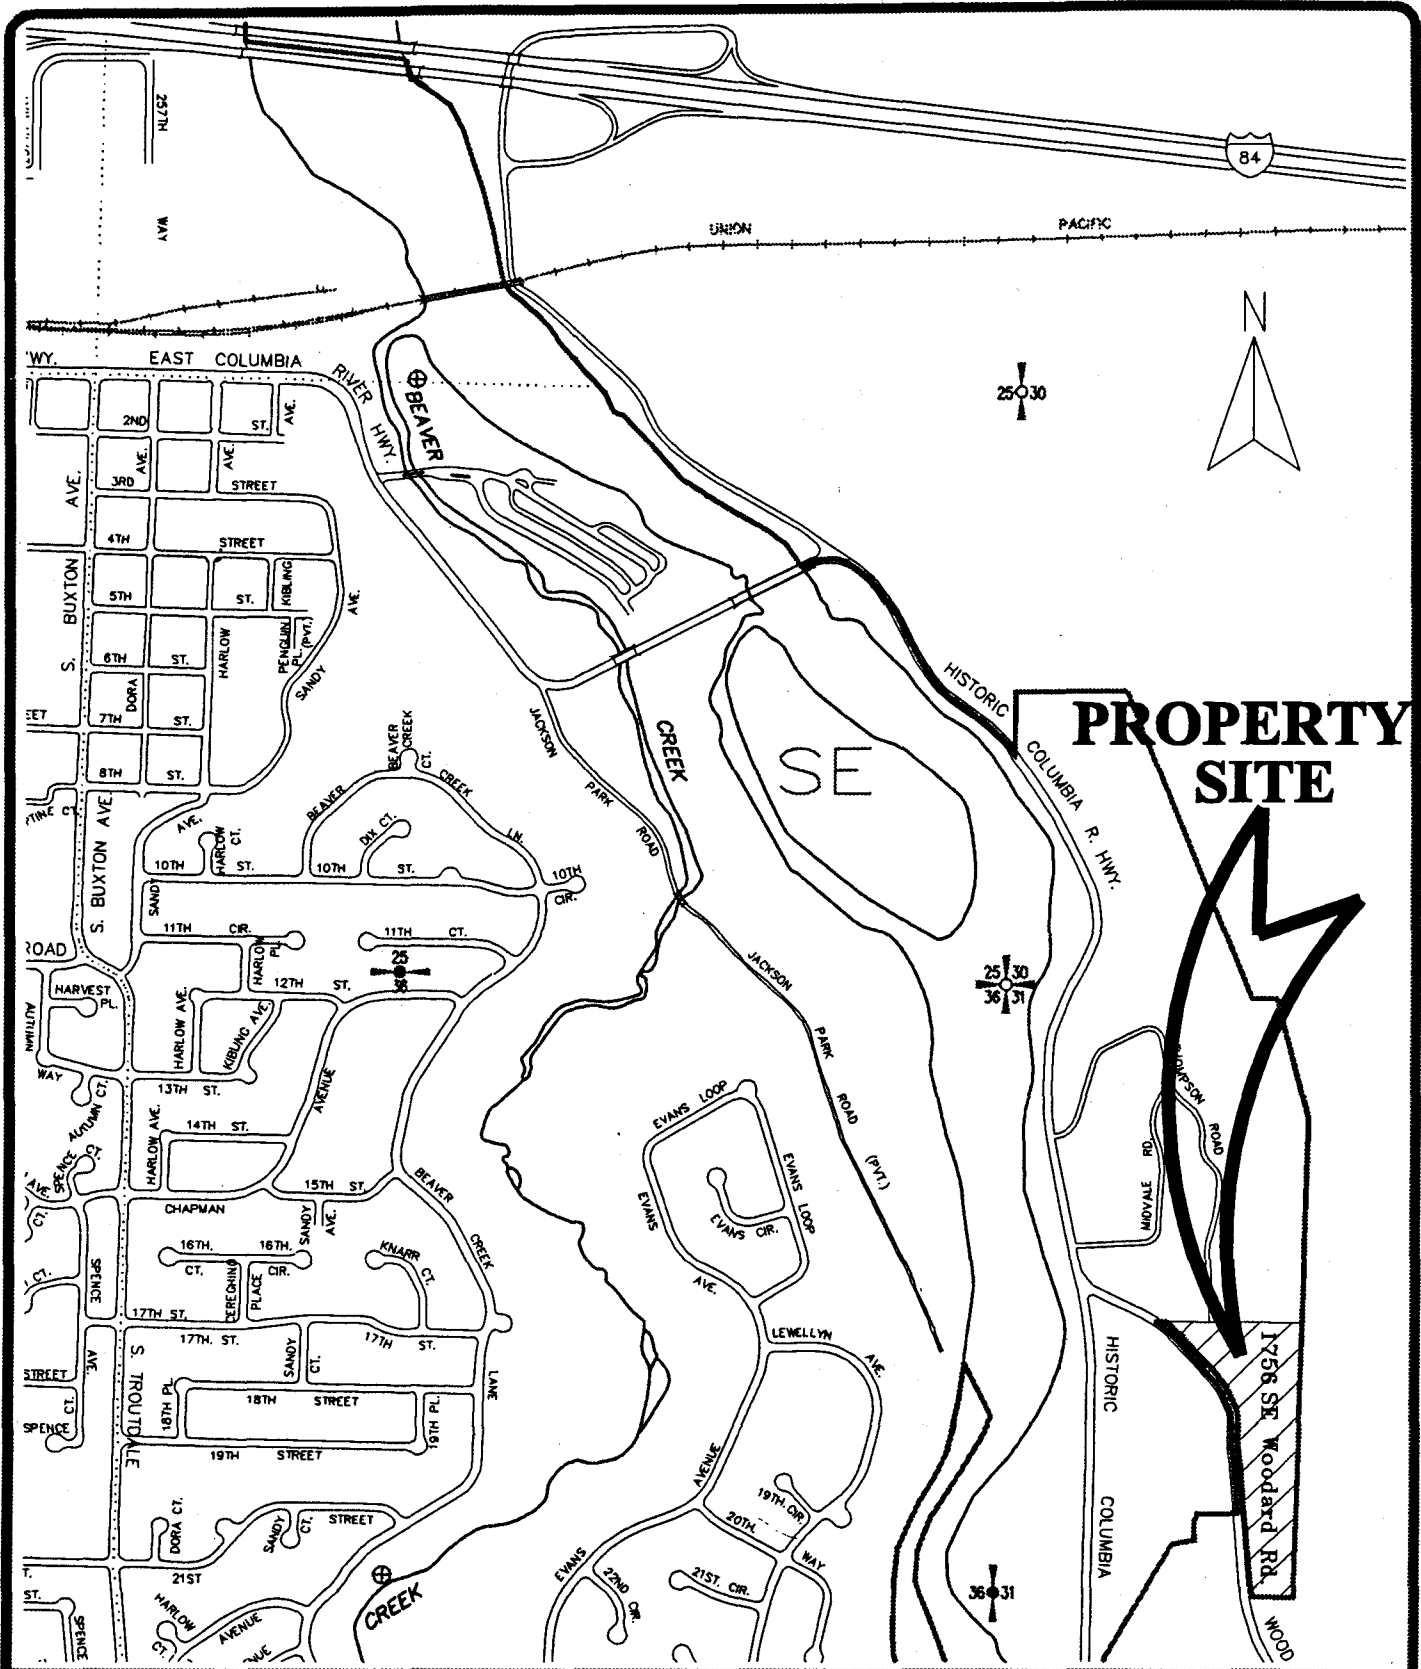 257TH
WAY
84
UNION
PACIFIC
N
'WY.
EAST COLUMBIA
RIVER
HWY.
BEAVER
25 30
2ND
ST.
AVE.
3RD
AVE.
AVE.
STREET
AVE.
4TH
STREET
S. BUXTON
5TH
ST.
KIBLING
AVE.
HARLOW
PENGUIN
PL.
(PVT.)
6TH
ST.
SANDY
DORA
7TH
ST.
8TH
ST.
HISTORIC
PROPERTY
SITE
COLUMBIA R. HWY.
SE
CREEK
JACKSON
PARK
ROAD
BEAVER
CREEK
CT.
BEAVER
CREEK
LN.
DIX CT.
AVE.
HARLOW
CT.
10TH
ST.
10TH
ST.
10TH
CIR.
S. BUXTON AVE.
SANDY
11TH
CIR.
11TH
CT.
HARLOW
PL.
25
36
12TH
ST.
ROAD
HARVEST
PL.
AUTUMN
WAY
HARLOW AVE.
KIBLING AVE.
AVENUE
13TH ST.
AUTUMN CT.
14TH ST.
HARLOW AVE.
SPENCE
CT.
AVE.
CT.
CHAPMAN
15TH ST.
SANDY
AVE.
BEAVER
CREEK
LANE
JACKSON
PARK
ROAD
(PVT.)
25 30
36 31
EVANS LOOP
EVANS LOOP
EVANS
EVANS CIR.
AVE.
ROAD
MIDVALE RD.
16TH.
CT.
16TH.
CIR.
PLACE
KNARR
CT.
CT.
SPENCE
AVE.
17TH ST.
17TH. ST.
17TH
ST.
SANDY
CT.
LEWELLYN
AVE.
HISTORIC
COLUMBIA
1756 SE Woodard Rd.
STREET
CT.
SPENCE
S. TROUTDALE
18TH PL.
18TH
STREET
19TH PL.
19TH
STREET
AVENUE
19TH. CIR.
20TH.
WAY
DORA CT.
SANDY
CT.
STREET
21ST
EVANS
22ND
CIR.
21ST. CIR.
36 31
CREEK
ST.
SPENCE
HARLOW
CT.
AVENUE
WOOD